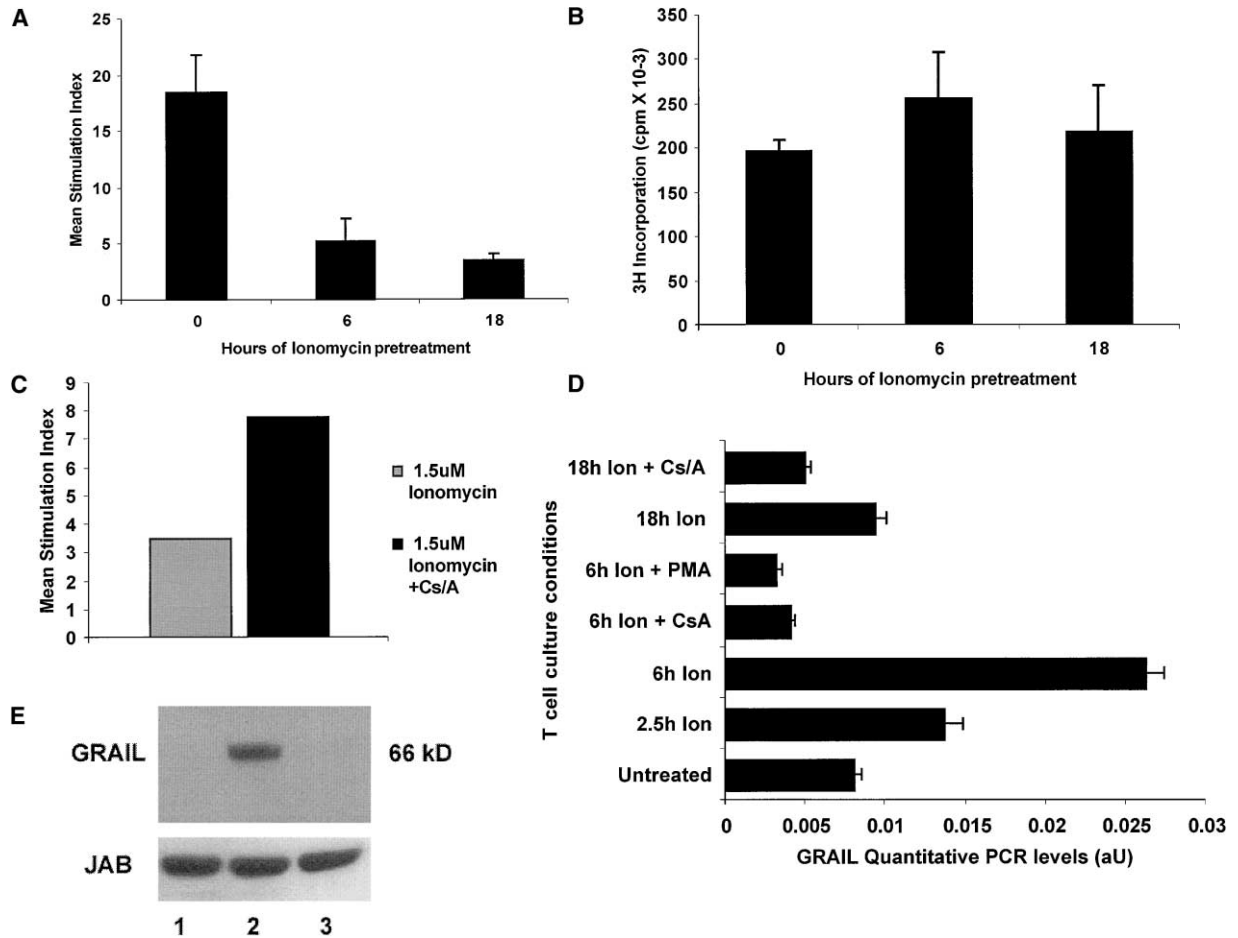 A
25
20
15
10
5
0
Mean Stimulation Index
0 6 18
Hours of Ionomycin pretreatment
B
350
300
250
200
150
100
50
0
3H Incorporation (cpm X 10-3)
0 6 18
Hours of Ionomycin pretreatment
C
9
8
7
6
5
4
3
2
1
0
Mean Stimulation Index
1.5uM
Ionomycin
1.5uM
Ionomycin
+Cs/A
D
T cell culture conditions
18h Ion + Cs/A
18h Ion
6h Ion + PMA
6h Ion + CsA
6h Ion
2.5h Ion
Untreated
0 0.005 0.01 0.015 0.02 0.025 0.03
GRAIL Quantitative PCR levels (aU)
E
GRAIL 66 kD
JAB
1 2 3